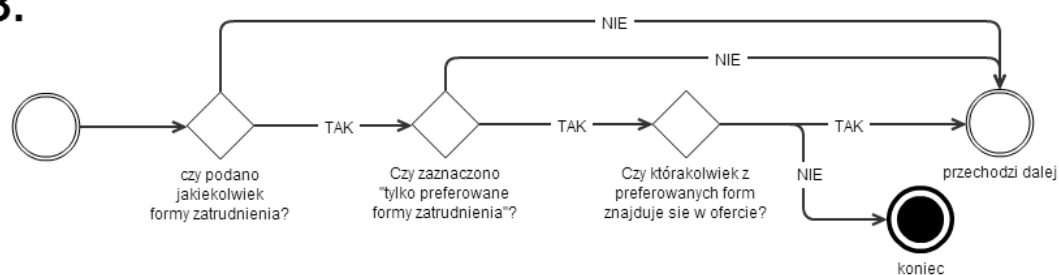 3.
NIE
NIE
TAK
TAK
TAK
czy podano
jakiekolwiek
formy zatrudnienia?
Czy zaznaczono
"tylko preferowane
formy zatrudnienia"?
Czy którakolwiek z
preferowanych form
znajduje sie w ofercie?
NIE
przechodzi dalej
koniec